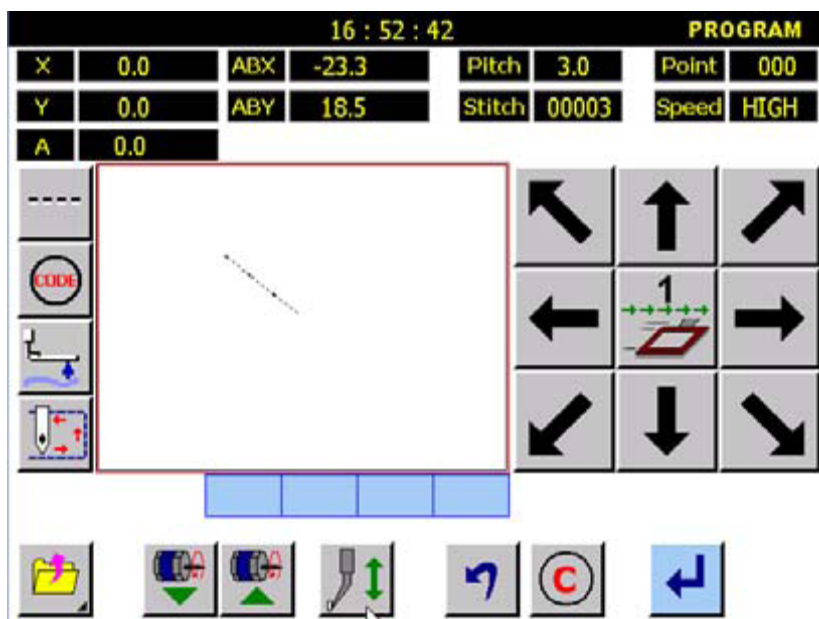 16 : 52 : 42 PROGRAM
X 0.0 ABX -23.3 Pitch 3.0 Point 000
Y 0.0 ABY 18.5 Stitch 00003 Speed HIGH
A 0.0
CODE
1
C